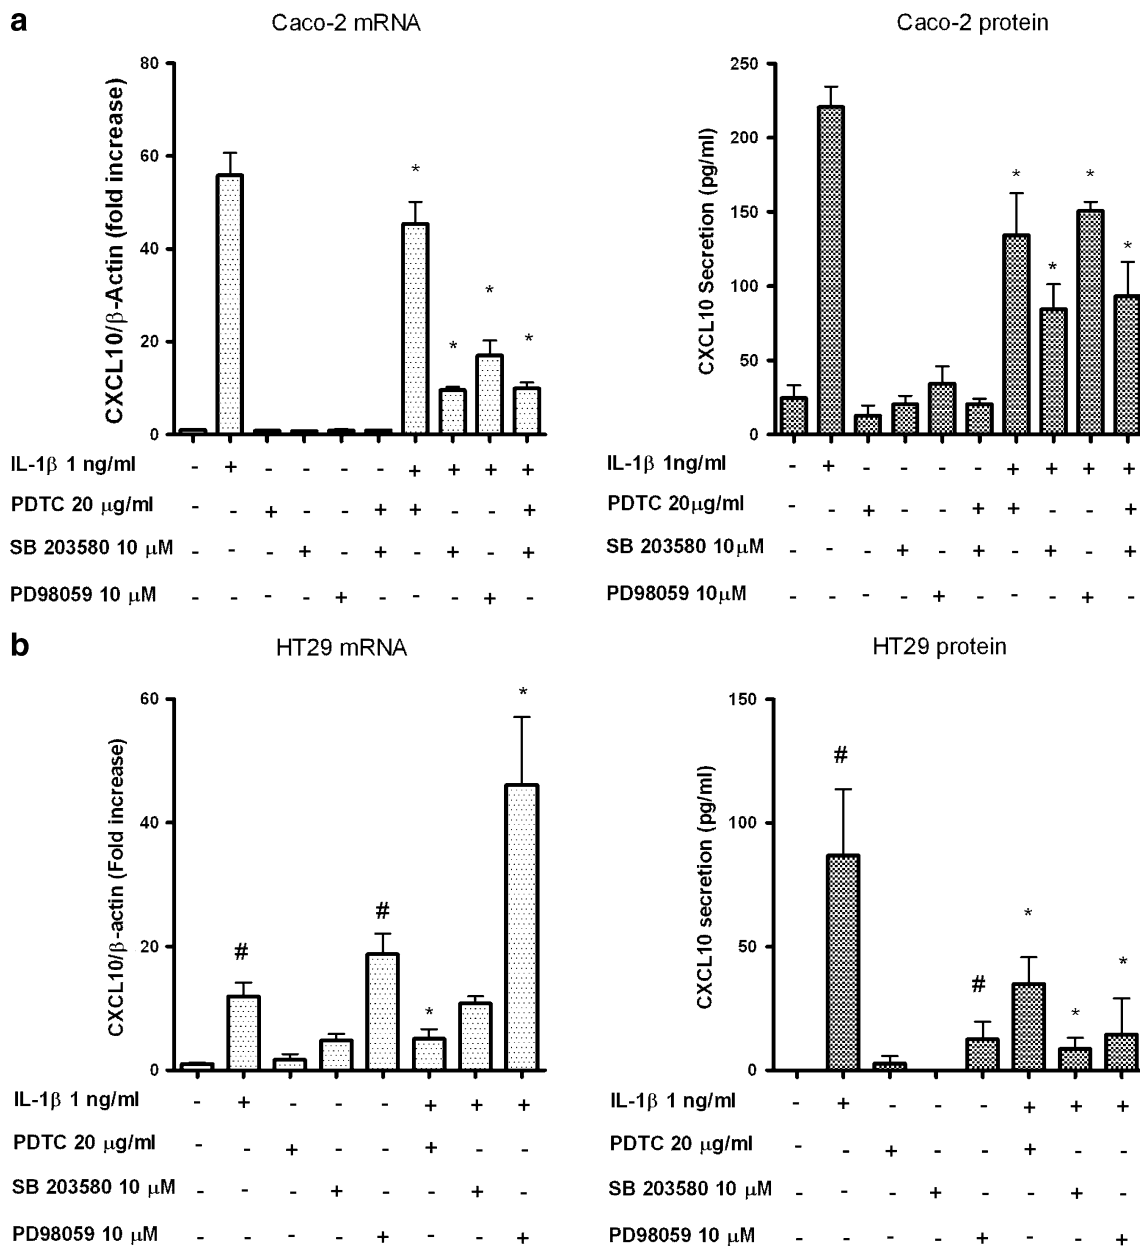 a
Caco-2 mRNA
CXCL10/β-Actin (fold increase)
80
60
40
20
0
* * * *
IL-1β 1 ng/ml - + - - - - + + + +
PDTC 20 μg/ml - - + - - + + - - +
SB 203580 10 μM - - - + - + - + - +
PD98059 10 μM - - - - + - - - + -
Caco-2 protein
CXCL10 Secretion (pg/ml)
250
200
150
100
50
0
* * * *
IL-1β 1ng/ml - + - - - - + + + +
PDTC 20μg/ml - - + - - + + - - +
SB 203580 10μM - - - + - + - + - +
PD98059 10μM - - - - + - - - + -
b
HT29 mRNA
CXCL10/β-actin (Fold increase)
60
40
20
0
# # * *
IL-1β 1 ng/ml - + - - - + + +
PDTC 20 μg/ml - - + - - + - -
SB 203580 10 μM - - - + - - + -
PD98059 10 μM - - - - + - - +
HT29 protein
CXCL10 secretion (pg/ml)
150
100
50
0
# # * * *
IL-1β 1 ng/ml - + - - - + + +
PDTC 20 μg/ml - - + - - + - -
SB 203580 10 μM - - - + - - + -
PD98059 10 μM - - - - + - - +